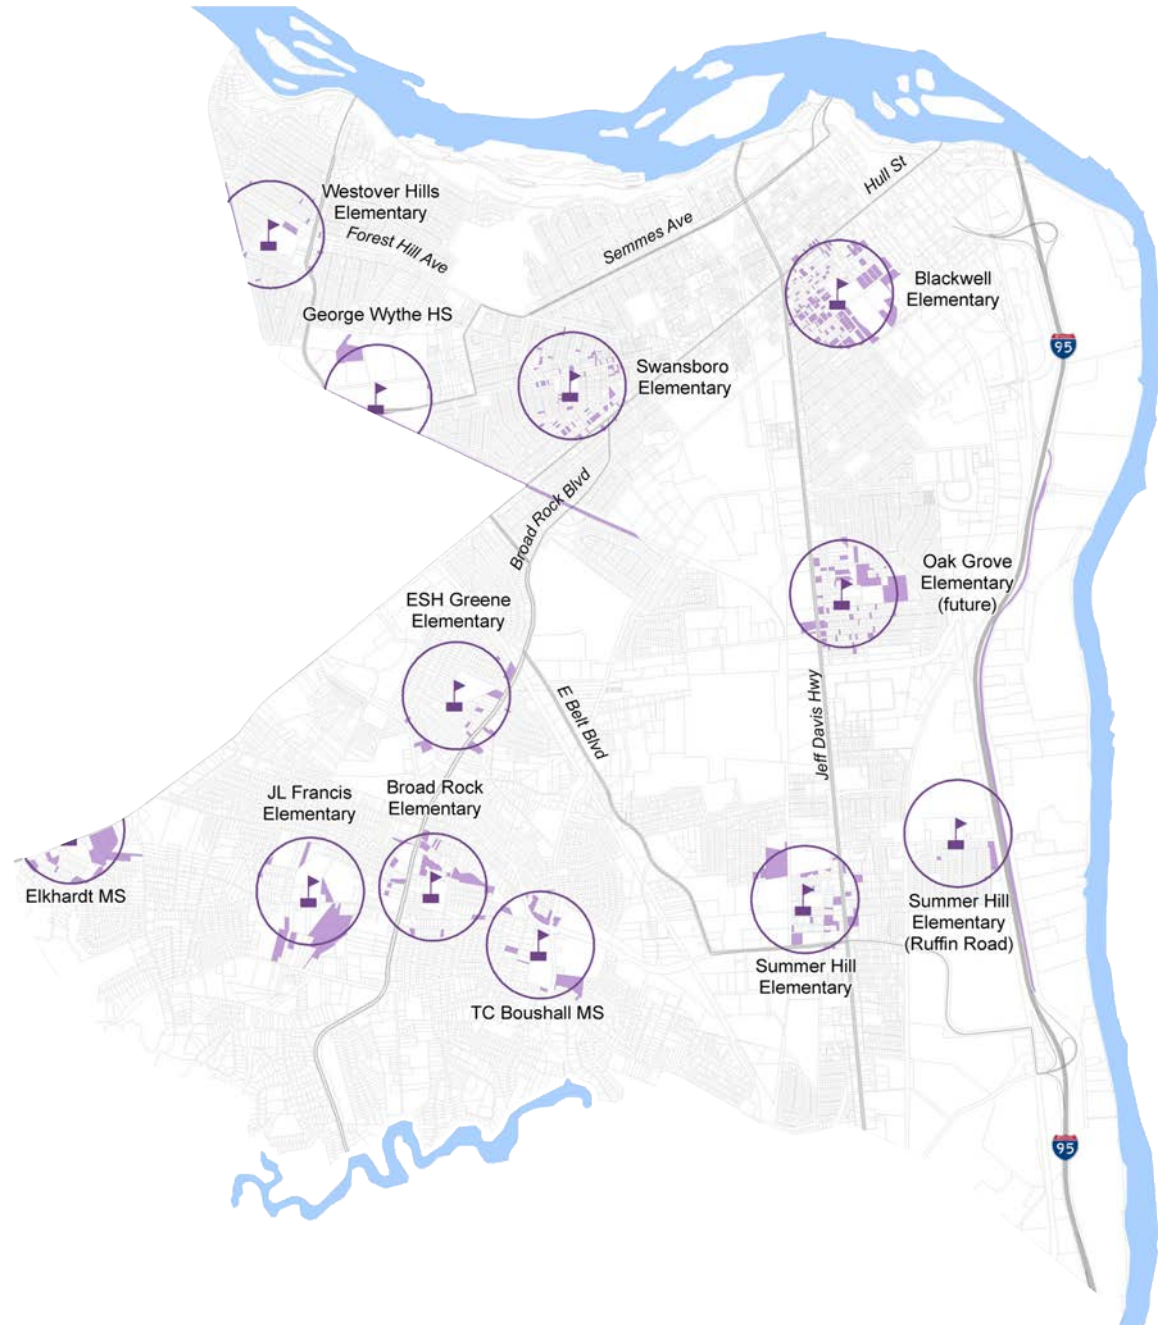 Hull St
Westover Hills
Elementary
Semmes Ave
Forest Hill Ave
Blackwell
Elementary
George Wythe HS
95
Swansboro
Elementary
Broad Rock Blvd
Oak Grove
Elementary
(future)
ESH Greene
Elementary
E Belt Blvd
Jeff Davis Hwy
JL Francis
Elementary
Broad Rock
Elementary
Elkhardt MS
Summer Hill
Elementary
(Ruffin Road)
Summer Hill
Elementary
TC Boushall MS
95